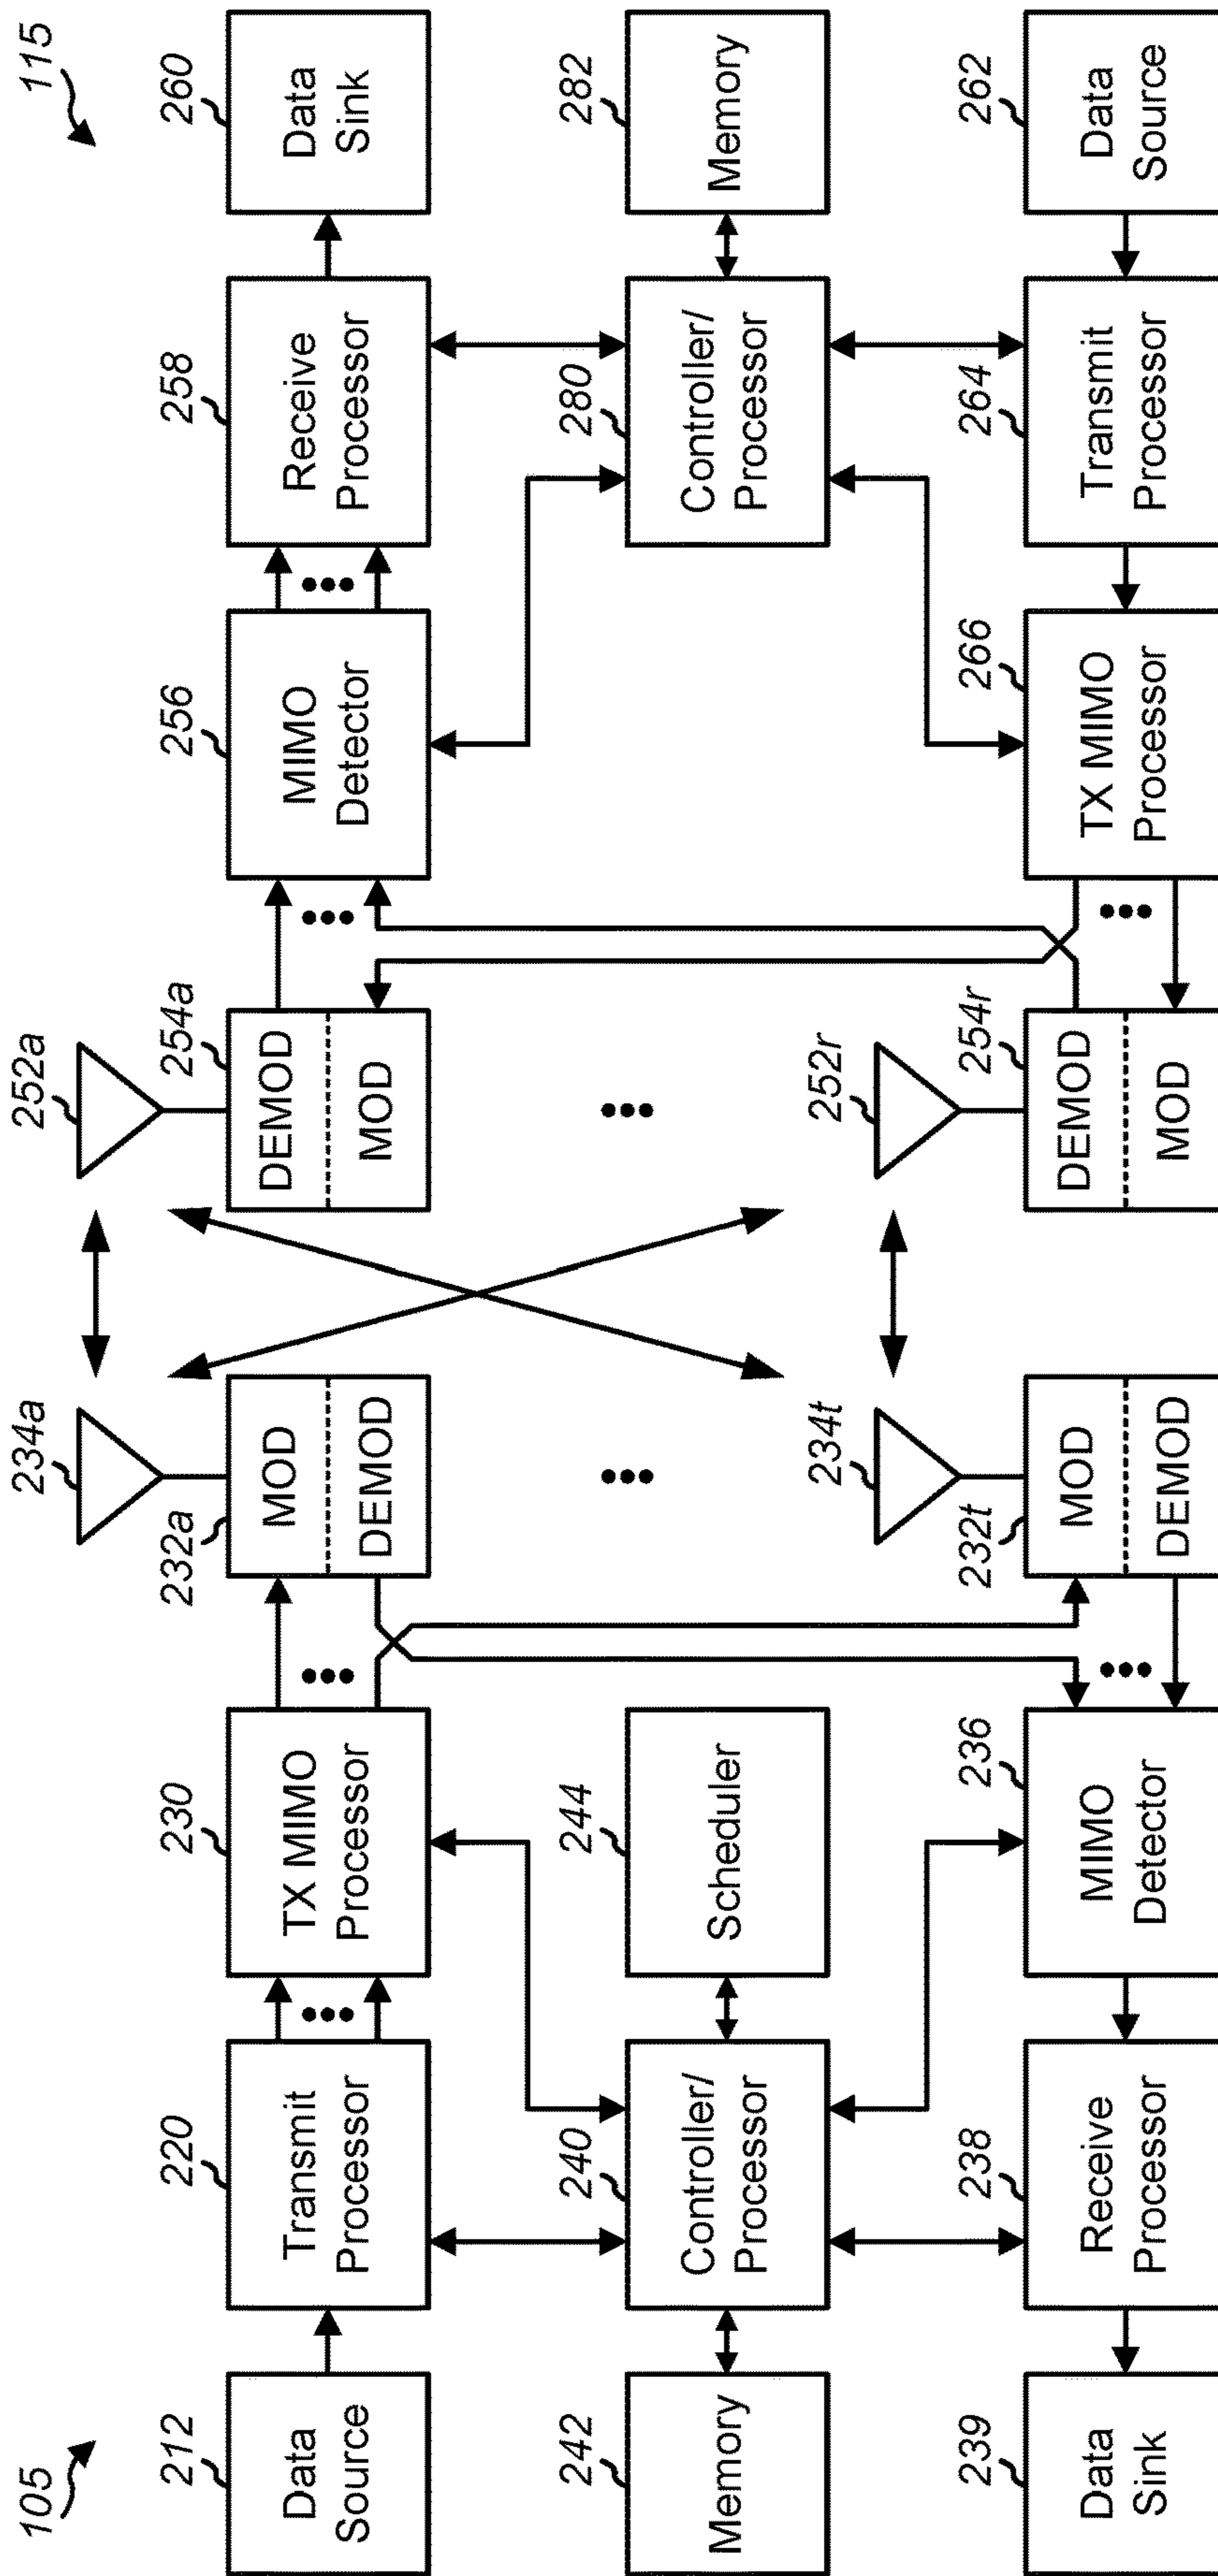 105
115
212
Data
Source
220
Transmit
Processor
230
TX MIMO
Processor
232a
MOD
DEMOD
234a
252a
254a
DEMOD
MOD
256
MIMO
Detector
258
Receive
Processor
260
Data
Sink
242
Memory
240
Controller/
Processor
244
Scheduler
280
Controller/
Processor
282
Memory
239
Data
Sink
238
Receive
Processor
236
MIMO
Detector
232t
MOD
DEMOD
234t
252r
254r
DEMOD
MOD
266
TX MIMO
Processor
264
Transmit
Processor
262
Data
Source